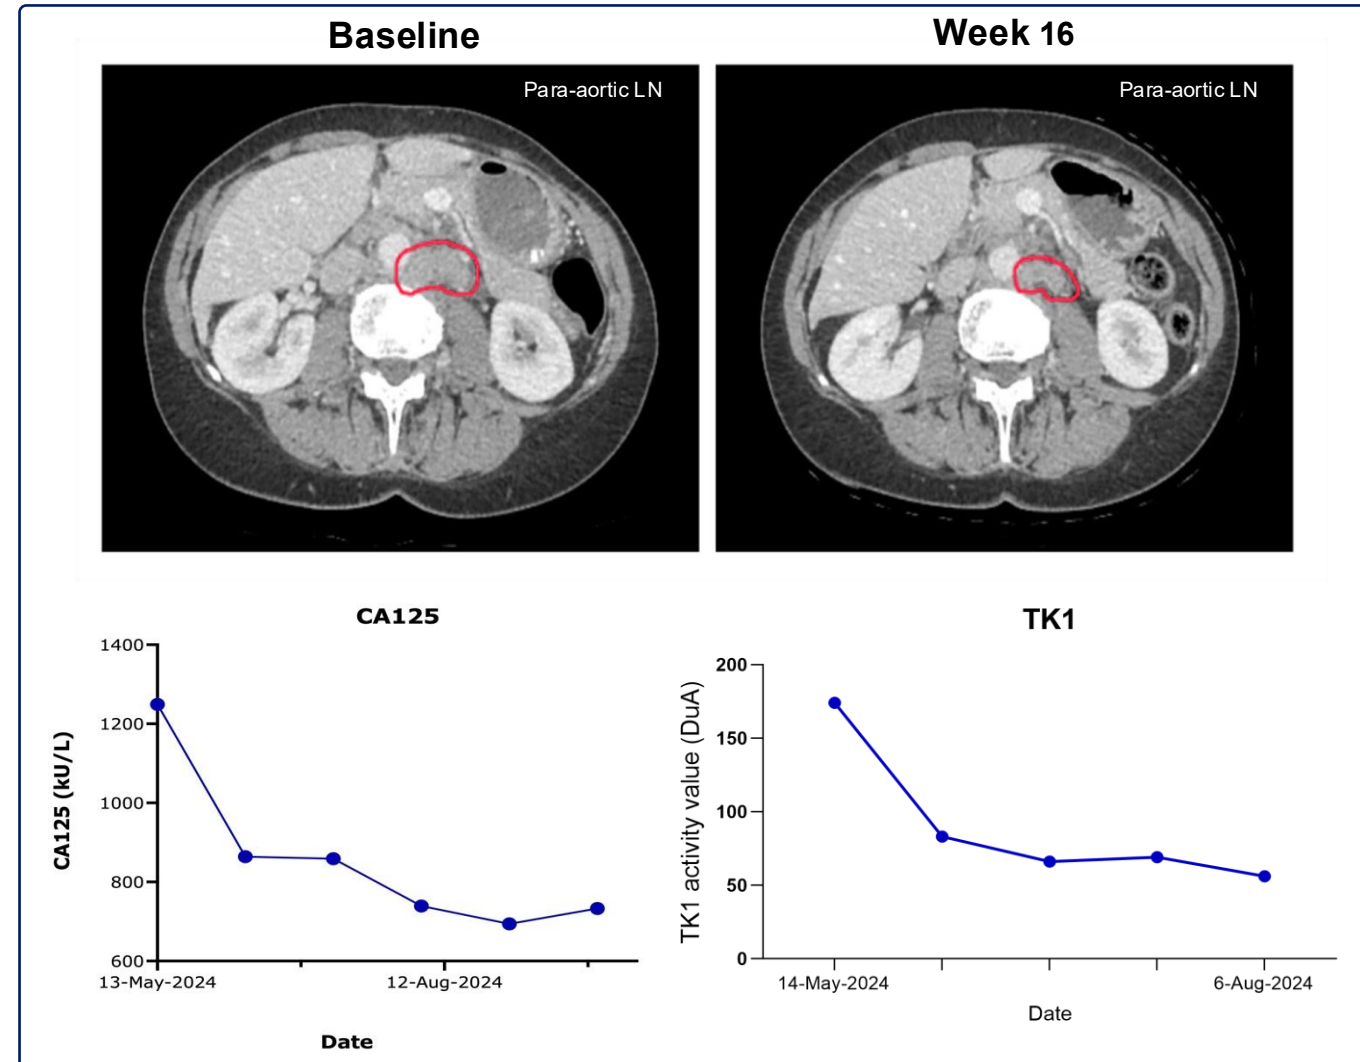 Baseline
Week 16
Para-aortic LN
Para-aortic LN
CA125
1400
1200
1000
800
600
CA125 (kU/L)
13-May-2024
12-Aug-2024
Date
TK1
200
150
100
50
0
TK1 activity value (DuA)
14-May-2024
6-Aug-2024
Date